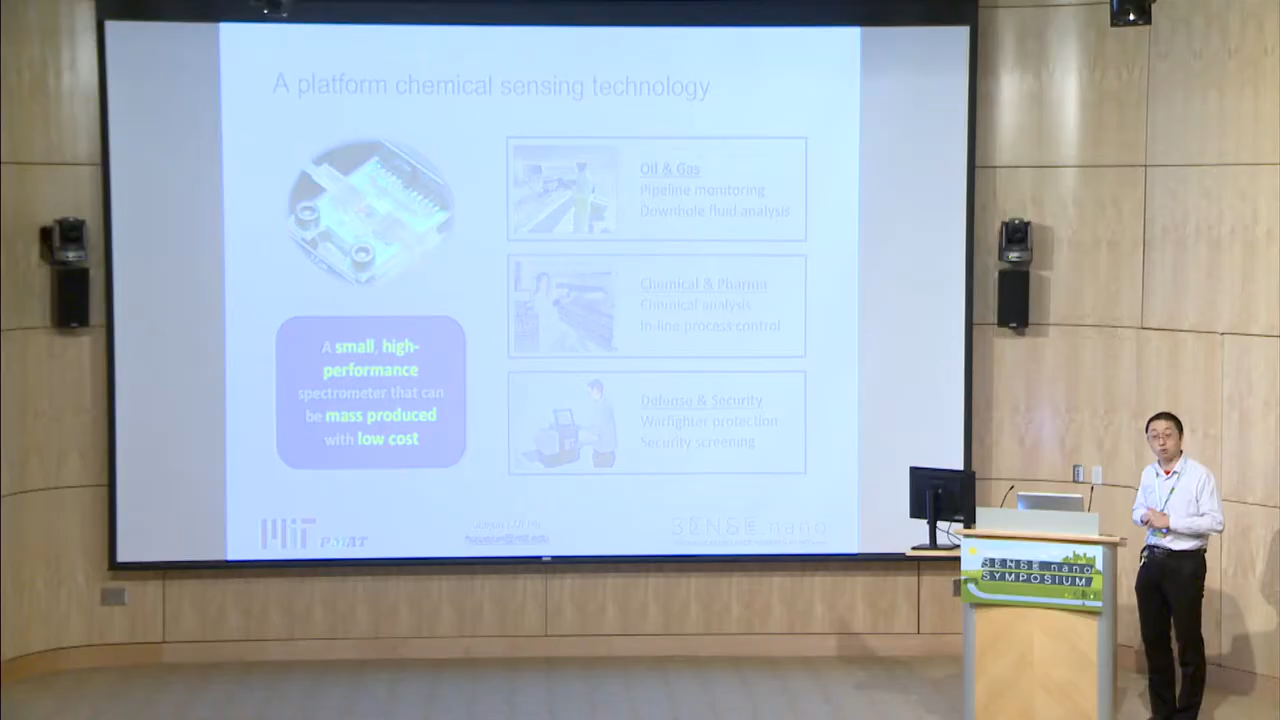 A platform chemical sensing technology
Oil & Gas
Pipeline monitoring
Downhole fluid analysis
Chemical & Pharma
Chemical analysis
In-line process control
A small, high-
performance
spectrometer that can
be mass produced
with low cost
Defense & Security
Warfighter protection
Security screening
MIT
SENSE nano
SENSE nano
SYMPOSIUM